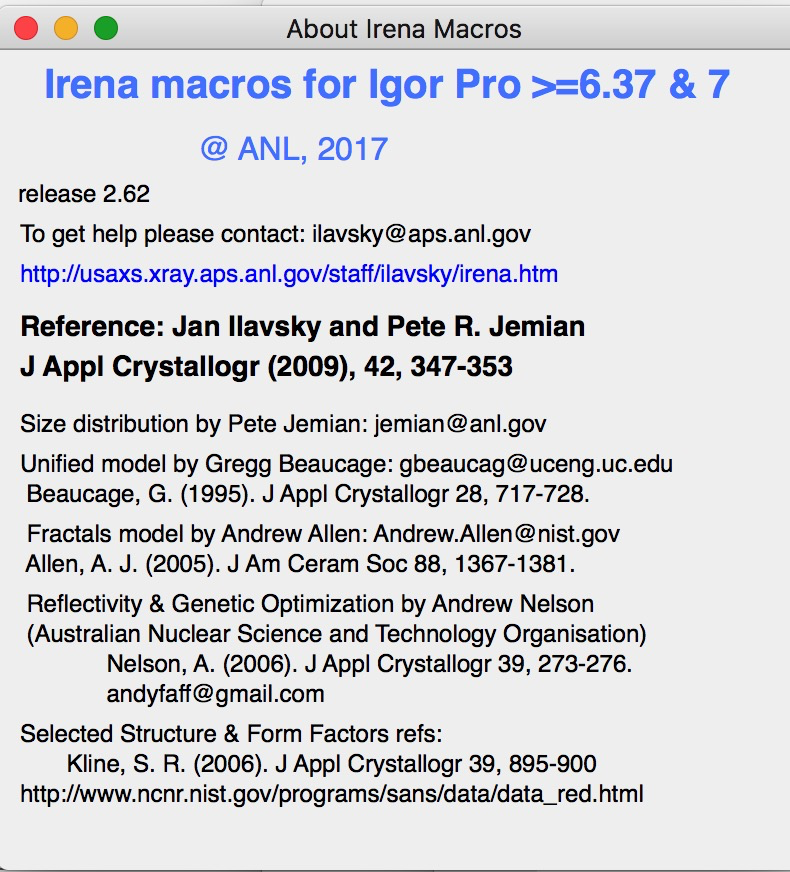 About Irena Macros
Irena macros for Igor Pro >=6.37 & 7
@ ANL, 2017
release 2.62
To get help please contact: ilavsky@aps.anl.gov
http://usaxs.xray.aps.anl.gov/staff/ilavsky/irena.htm
Reference: Jan Ilavsky and Pete R. Jemian
J Appl Crystallogr (2009), 42, 347-353
Size distribution by Pete Jemian: jemian@anl.gov
Unified model by Gregg Beaucage: gbeaucag@uceng.uc.edu
Beaucage, G. (1995). J Appl Crystallogr 28, 717-728.
Fractals model by Andrew Allen: Andrew.Allen@nist.gov
Allen, A. J. (2005). J Am Ceram Soc 88, 1367-1381.
Reflectivity & Genetic Optimization by Andrew Nelson
(Australian Nuclear Science and Technology Organisation)
Nelson, A. (2006). J Appl Crystallogr 39, 273-276.
andyfaff@gmail.com
Selected Structure & Form Factors refs:
Kline, S. R. (2006). J Appl Crystallogr 39, 895-900
http://www.ncnr.nist.gov/programs/sans/data/data_red.html